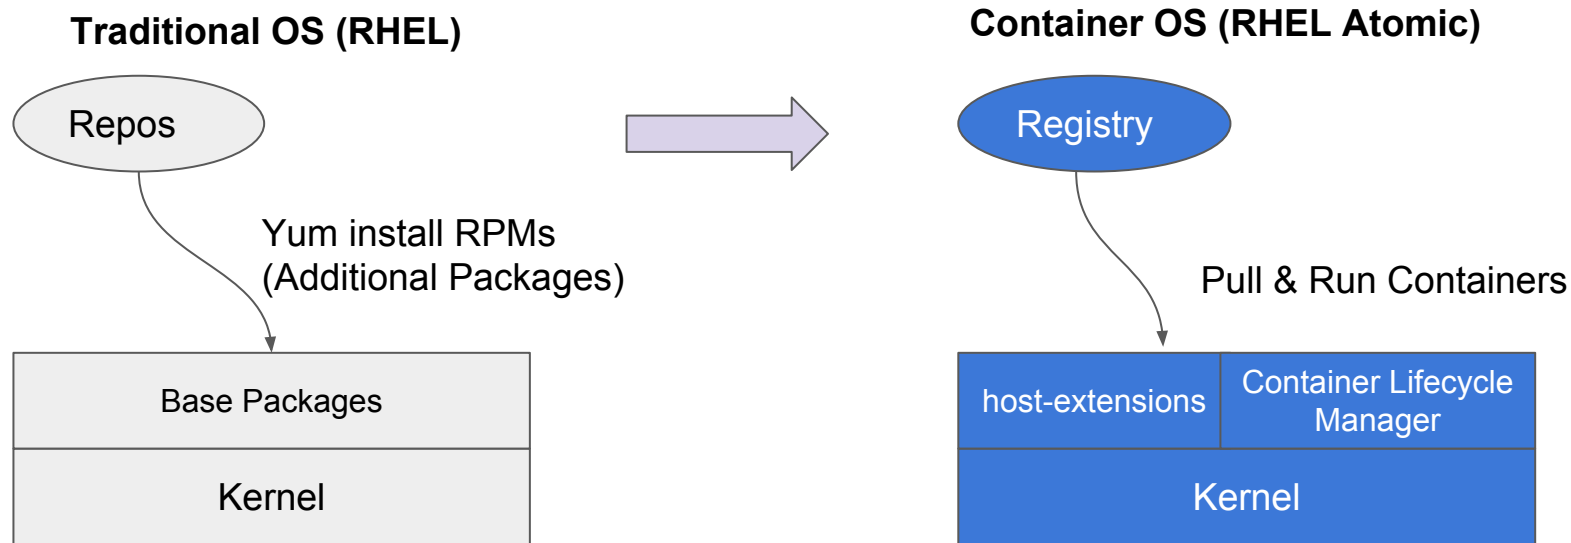 Traditional OS (RHEL)
Repos
Yum install RPMs
(Additional Packages)
Base Packages
Kernel
Container OS (RHEL Atomic)
Registry
Pull & Run Containers
host-extensions
Container Lifecycle
Manager
Kernel